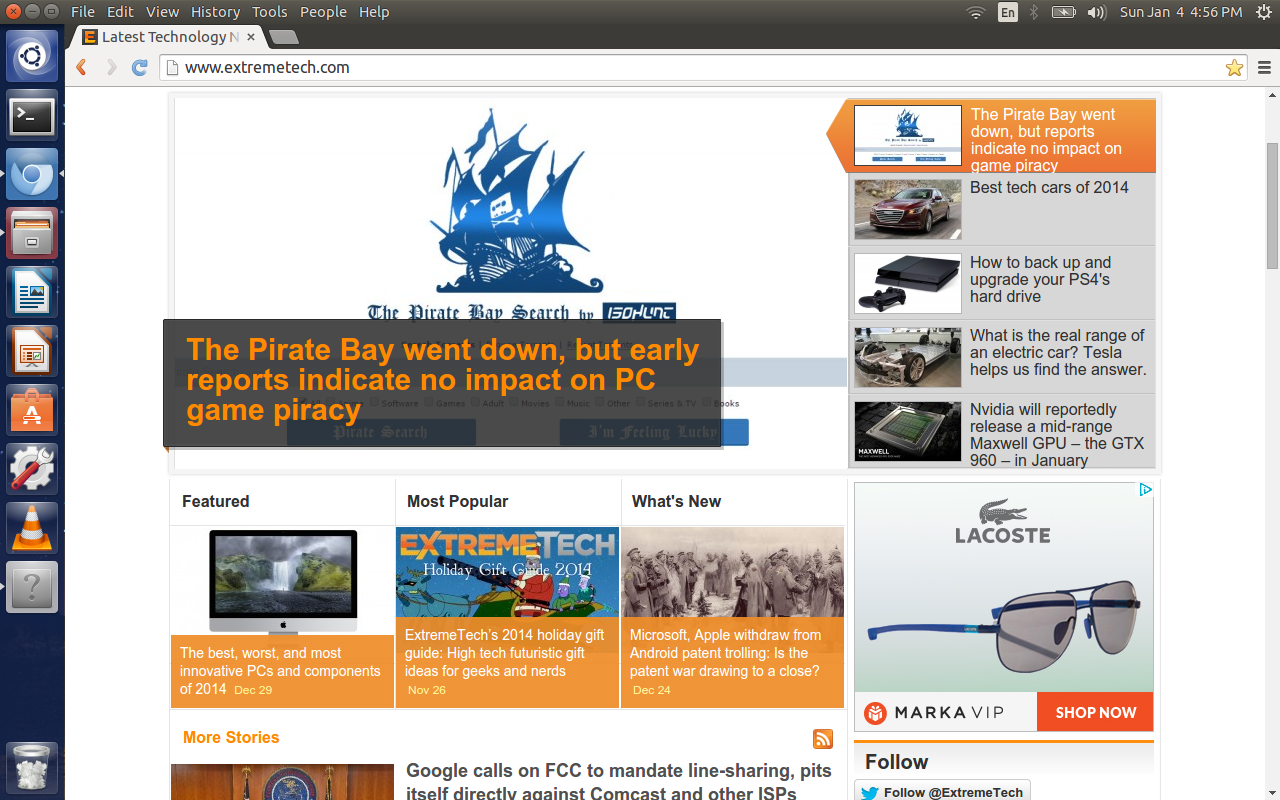 File Edit View History Tools People Help
En
Sun Jan 4 4:56 PM
Latest Technology N
www.extremetech.com
The Pirate Bay Search by ISOHUNT
The Pirate Bay went down, but early
reports indicate no impact on PC
game piracy
Software Games Adult Movies Music Other Series & TV Books
Pirate Search
I'm Feeling Lucky
The Pirate Bay went
down, but reports
indicate no impact on
game piracy
Best tech cars of 2014
How to back up and
upgrade your PS4's
hard drive
What is the real range of
an electric car? Tesla
helps us find the answer.
MAXWELL
Nvidia will reportedly
release a mid-range
Maxwell GPU – the GTX
960 – in January
Featured
Most Popular
What's New
EXTREMETECH
Holiday Gift Guide 2014
The best, worst, and most
innovative PCs and components
of 2014 Dec 29
ExtremeTech's 2014 holiday gift
guide: High tech futuristic gift
ideas for geeks and nerds
Nov 26
Microsoft, Apple withdraw from
Android patent trolling: Is the
patent war drawing to a close?
Dec 24
LACOSTE
MARKA VIP
SHOP NOW
More Stories
Google calls on FCC to mandate line-sharing, pits
itself directly against Comcast and other ISPs
Follow
Follow @ExtremeTech